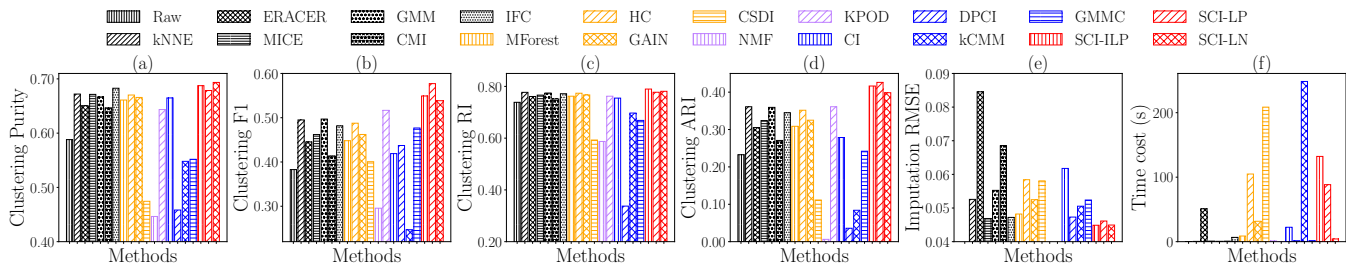 Raw ERACER GMM IFC HC CSDI KPOD DPCI GMMC SCI-LP
kNNE MICE CMI MForest GAIN NMF CI kCMM SCI-ILP SCI-LN
(a) (b) (c) (d) (e) (f)
Clustering Purity
0.70
0.60
0.50
0.40
Methods
Clustering F1
0.60
0.50
0.40
0.30
Methods
Clustering RI
0.80
0.60
0.40
0.20
Methods
Clustering ARI
0.40
0.30
0.20
0.10
0.00
Methods
Imputation RMSE
0.09
0.08
0.07
0.06
0.05
0.04
Methods
Time cost (s)
200
100
0
Methods